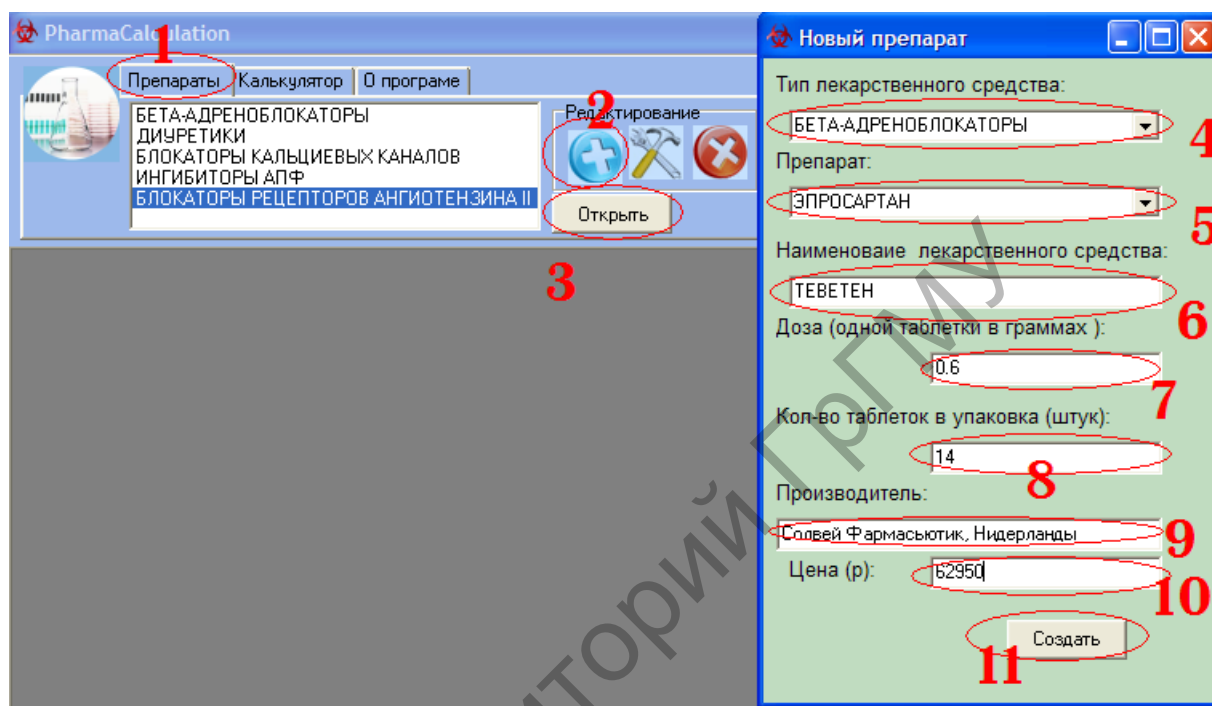 PharmaCalculation
1
Препараты Калькулятор О програме
БЕТА-АДРЕНОБЛОКАТОРЫ
ДИУРЕТИКИ
БЛОКАТОРЫ КАЛЬЦИЕВЫХ КАНАЛОВ
ИНГИБИТОРЫ АПФ
БЛОКАТОРЫ РЕЦЕПТОРОВ АНГИОТЕНЗИНА II
Редактирование
2
Открыть
3
Новый препарат
Тип лекарственного средства:
БЕТА-АДРЕНОБЛОКАТОРЫ
4
Препарат:
ЭПРОСАРТАН
5
Наименоваие лекарственного средства:
ТЕВЕТЕН
6
Доза (одной таблетки в граммах ):
0.6
7
Кол-во таблеток в упаковка (штук):
14
8
Производитель:
Солвей Фармасьютик, Нидерланды
9
Цена (р):
62950
10
Создать
11
иторий ГрГМУ